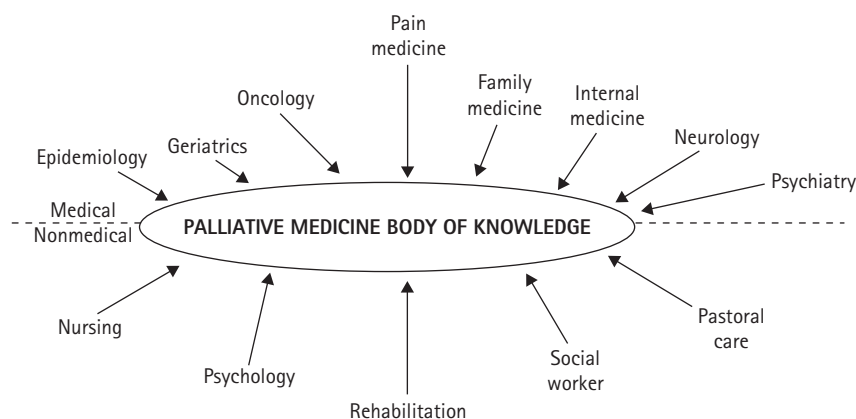 Pain
medicine
Oncology
Family
medicine
Internal
medicine
Epidemiology
Geriatrics
Neurology
Psychiatry
Medical
Nonmedical
PALLIATIVE MEDICINE BODY OF KNOWLEDGE
Nursing
Psychology
Rehabilitation
Social
worker
Pastoral
care